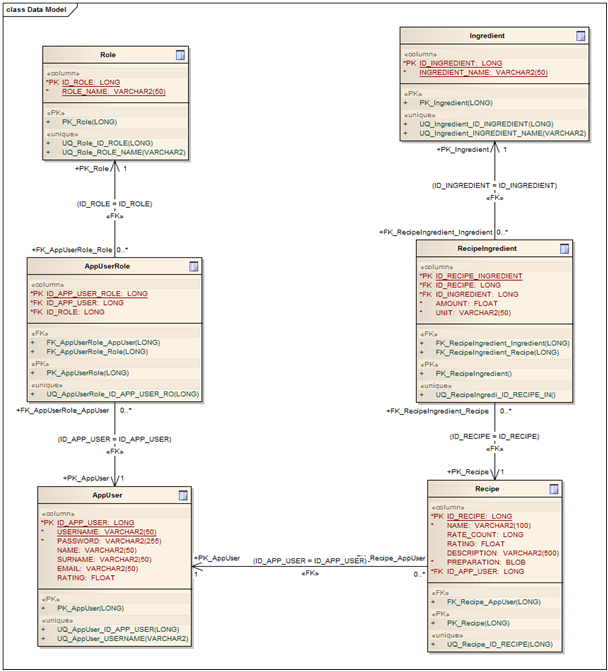 class Data Model
Role
«column»
*PK ID_ROLE: LONG
* ROLE_NAME: VARCHAR2(50)
«PK»
+ PK_Role(LONG)
«unique»
+ UQ_Role_ID_ROLE(LONG)
+ UQ_Role_ROLE_NAME(VARCHAR2)
+PK_Role 1
(ID_ROLE = ID_ROLE)
«FK»
+FK_AppUserRole_Role 0..*
AppUserRole
«column»
*PK ID_APP_USER_ROLE: LONG
*FK ID_APP_USER: LONG
*FK ID_ROLE: LONG
«FK»
+ FK_AppUserRole_AppUser(LONG)
+ FK_AppUserRole_Role(LONG)
«PK»
+ PK_AppUserRole(LONG)
«unique»
+ UQ_AppUserRole_ID_APP_USER_RO(LONG)
+FK_AppUserRole_AppUser 0..*
(ID_APP_USER = ID_APP_USER)
«FK»
+PK_AppUser 1
AppUser
«column»
*PK ID_APP_USER: LONG
* USERNAME: VARCHAR2(50)
* PASSWORD: VARCHAR2(255)
NAME: VARCHAR2(50)
SURNAME: VARCHAR2(50)
EMAIL: VARCHAR2(50)
RATING: FLOAT
«PK»
+ PK_AppUser(LONG)
«unique»
+ UQ_AppUser_ID_APP_USER(LONG)
+ UQ_AppUser_USERNAME(VARCHAR2)
Ingredient
«column»
*PK ID_INGREDIENT: LONG
* INGREDIENT_NAME: VARCHAR2(50)
«PK»
+ PK_Ingredient(LONG)
«unique»
+ UQ_Ingredient_ID_INGREDIENT(LONG)
+ UQ_Ingredient_INGREDIENT_NAME(VARCHAR2)
+PK_Ingredient 1
(ID_INGREDIENT = ID_INGREDIENT)
«FK»
+FK_RecipeIngredient_Ingredient 0..*
RecipeIngredient
«column»
*PK ID_RECIPE_INGREDIENT
*FK ID_RECIPE: LONG
*FK ID_INGREDIENT: LONG
* AMOUNT: FLOAT
* UNIT: VARCHAR2(50)
«FK»
+ FK_RecipeIngredient_Ingredient(LONG)
+ FK_RecipeIngredient_Recipe(LONG)
«PK»
+ PK_RecipeIngredient()
«unique»
+ UQ_RecipeIngredi_ID_RECIPE_IN()
+FK_RecipeIngredient_Recipe 0..*
(ID_RECIPE = ID_RECIPE)
«FK»
+PK_Recipe 1
Recipe
«column»
*PK ID_RECIPE: LONG
* NAME: VARCHAR2(100)
RATE_COUNT: LONG
RATING: FLOAT
DESCRIPTION: VARCHAR2(500)
* PREPARATION: BLOB
*FK ID_APP_USER: LONG
«FK»
+ FK_Recipe_AppUser(LONG)
«PK»
+ PK_Recipe(LONG)
«unique»
+ UQ_Recipe_ID_RECIPE(LONG)
+PK_AppUser (ID_APP_USER = ID_APP_USER) _Recipe_AppUser
1 «FK» 0..*